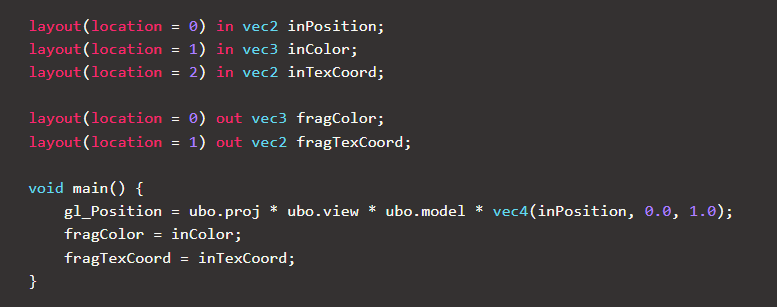 layout(location = 0) in vec2 inPosition;
layout(location = 1) in vec3 inColor;
layout(location = 2) in vec2 inTexCoord;

layout(location = 0) out vec3 fragColor;
layout(location = 1) out vec2 fragTexCoord;

void main() {
    gl_Position = ubo.proj * ubo.view * ubo.model * vec4(inPosition, 0.0, 1.0);
    fragColor = inColor;
    fragTexCoord = inTexCoord;
}